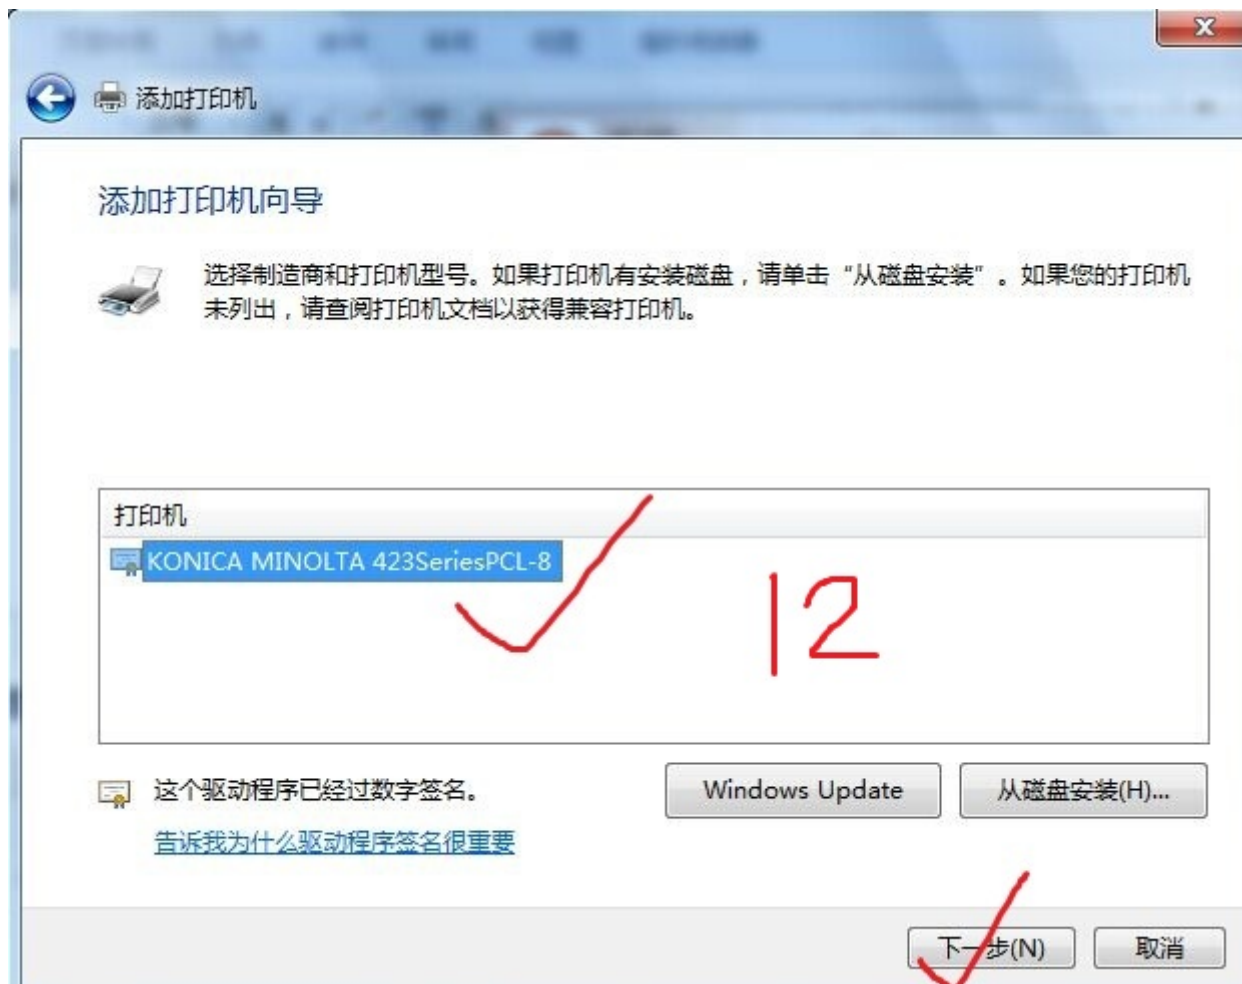 添加打印机
添加打印机向导
选择制造商和打印机型号。如果打印机有安装磁盘，请单击“从磁盘安装”。如果您的打印机
未列出，请查阅打印机文档以获得兼容打印机。
打印机
KONICA MINOLTA 423SeriesPCL-8
12
这个驱动程序已经过数字签名。
Windows Update
从磁盘安装(H)...
告诉我为什么驱动程序签名很重要
下一步(N)
取消